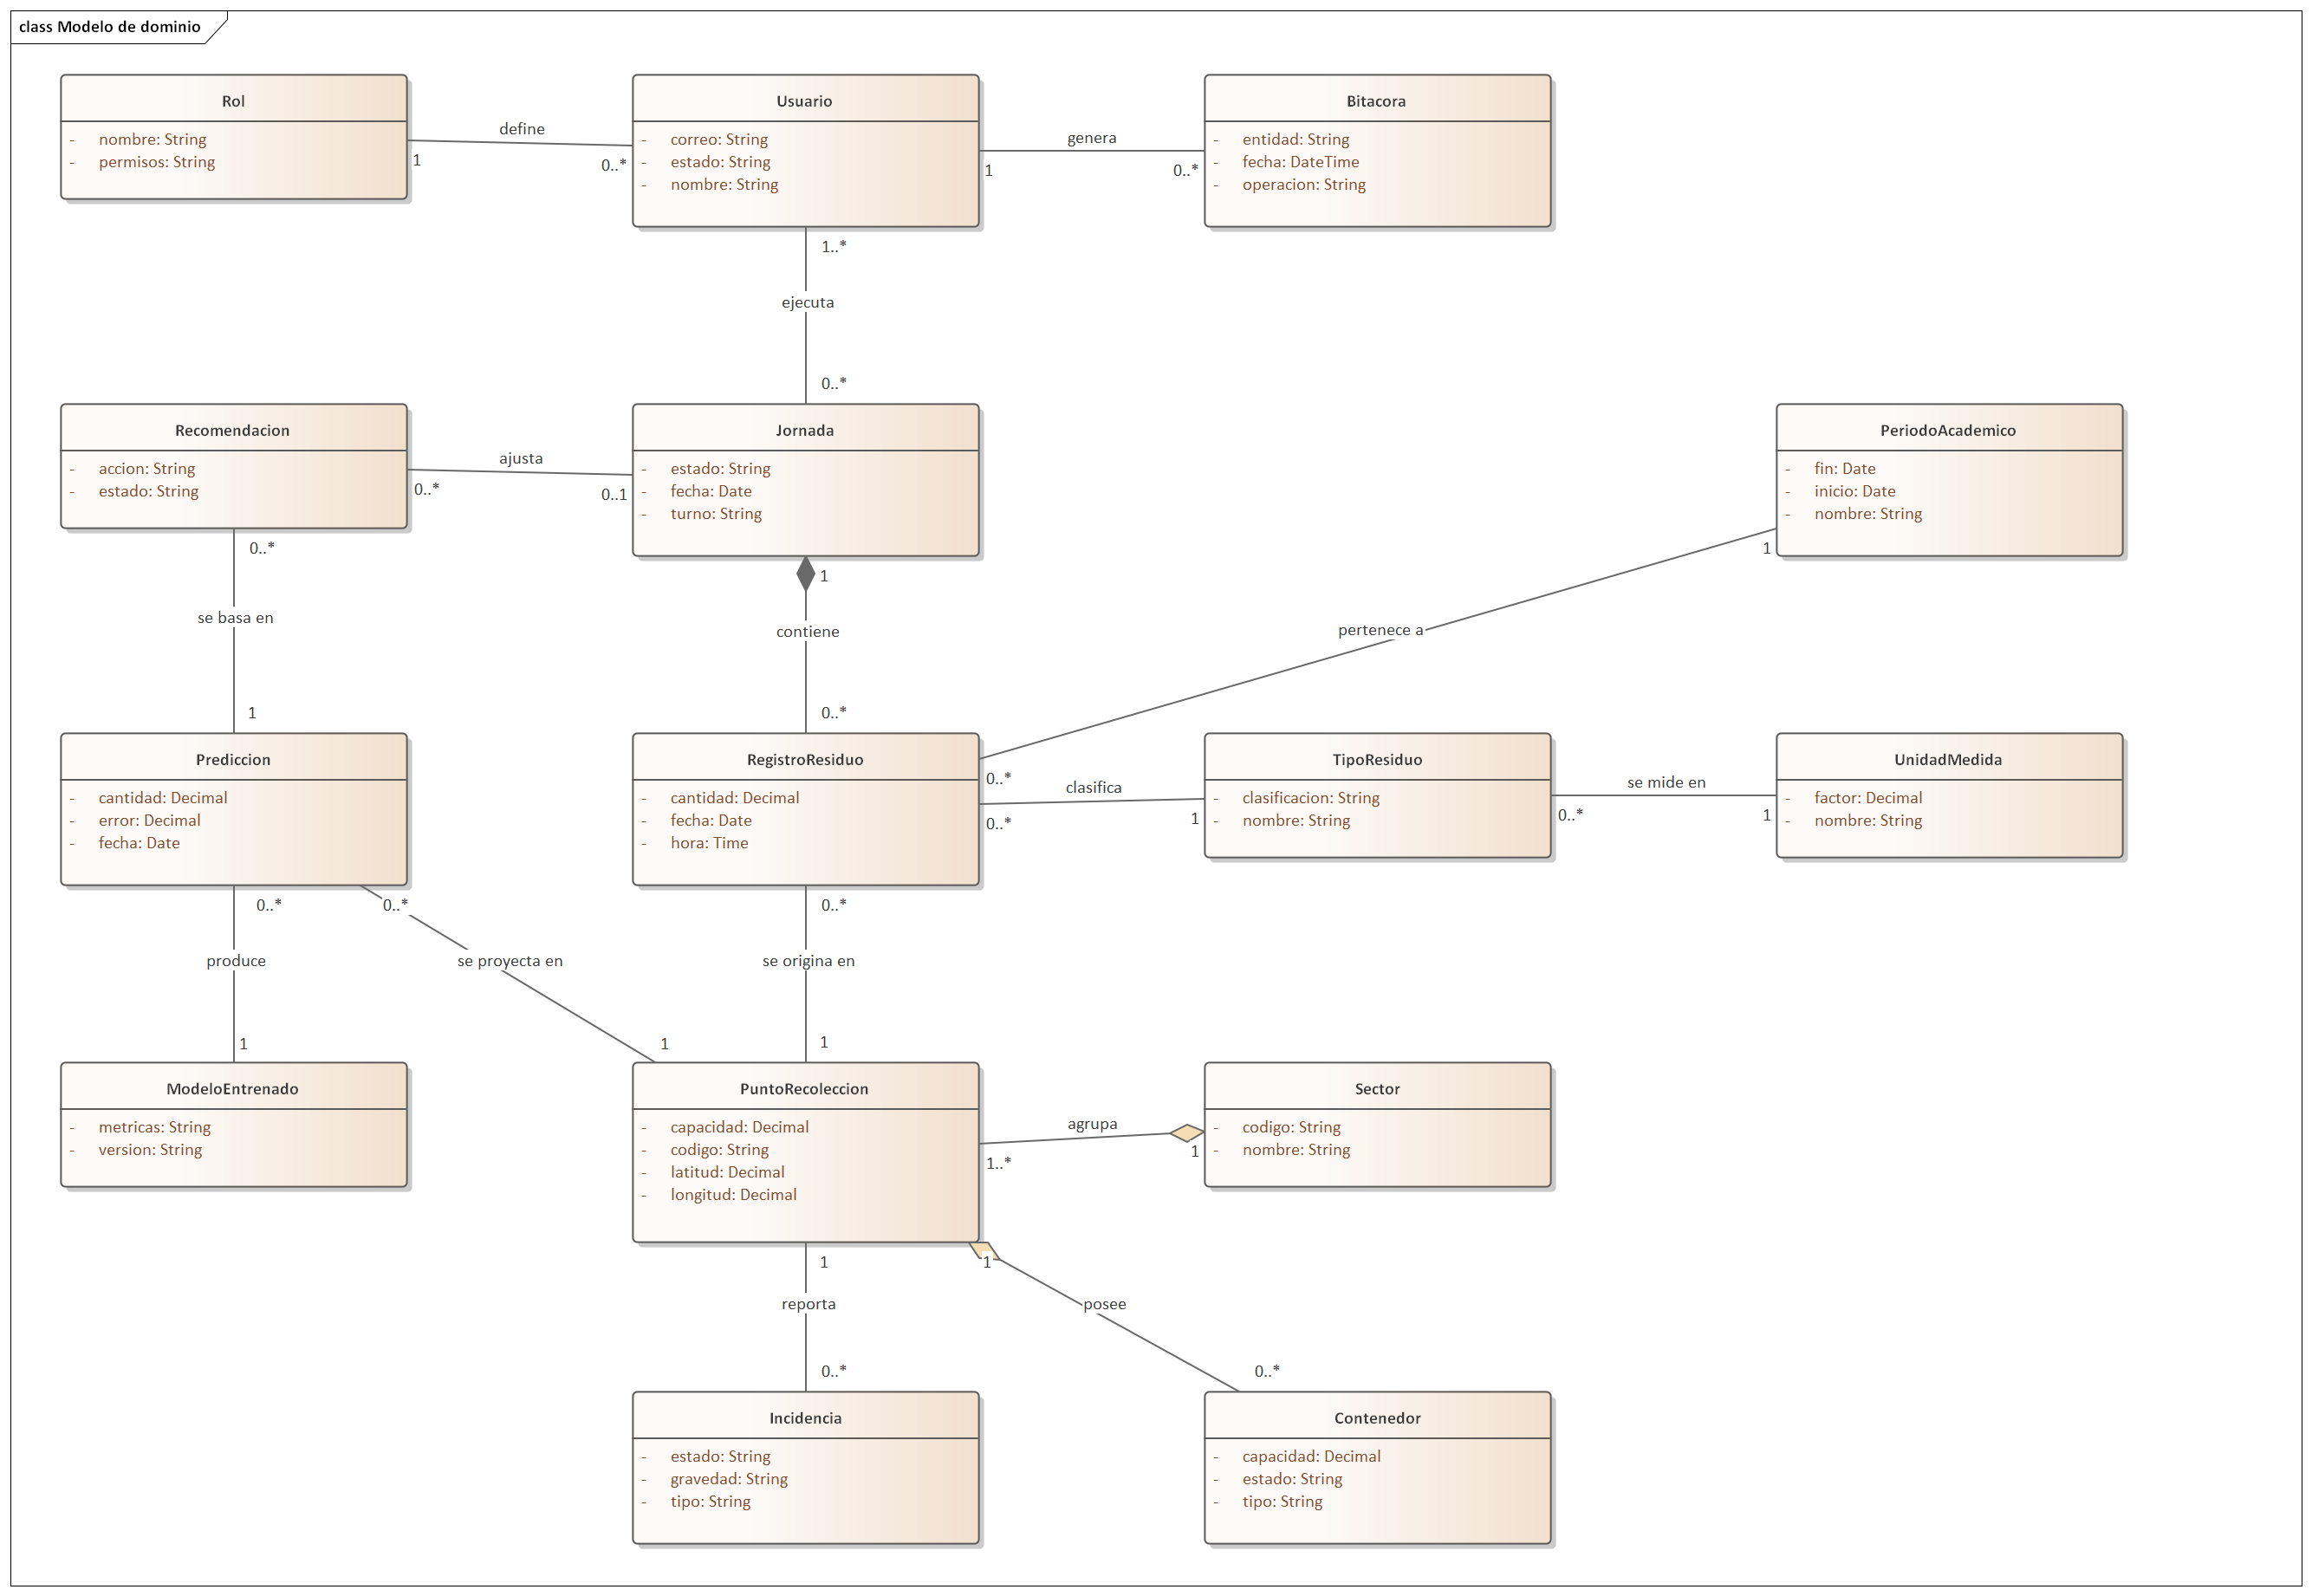 class Modelo de dominio
Rol
- nombre: String
- permisos: String
define
1
0..*
Usuario
- correo: String
- estado: String
- nombre: String
genera
1
0..*
Bitacora
- entidad: String
- fecha: DateTime
- operacion: String
1..*
ejecuta
0..*
Recomendacion
- accion: String
- estado: String
ajusta
0..*
0..1
Jornada
- estado: String
- fecha: Date
- turno: String
PeriodoAcademico
- fin: Date
- inicio: Date
- nombre: String
0..*
se basa en
1
1
contiene
0..*
1
pertenece a
0..*
Prediccion
- cantidad: Decimal
- error: Decimal
- fecha: Date
RegistroResiduo
- cantidad: Decimal
- fecha: Date
- hora: Time
clasifica
0..*
1
TipoResiduo
- clasificacion: String
- nombre: String
se mide en
0..*
1
UnidadMedida
- factor: Decimal
- nombre: String
0..*
produce
1
0..*
se proyecta en
1
0..*
se origina en
1
ModeloEntrenado
- metricas: String
- version: String
PuntoRecoleccion
- capacidad: Decimal
- codigo: String
- latitud: Decimal
- longitud: Decimal
agrupa
1..*
1
Sector
- codigo: String
- nombre: String
1
reporta
0..*
1
posee
0..*
Incidencia
- estado: String
- gravedad: String
- tipo: String
Contenedor
- capacidad: Decimal
- estado: String
- tipo: String